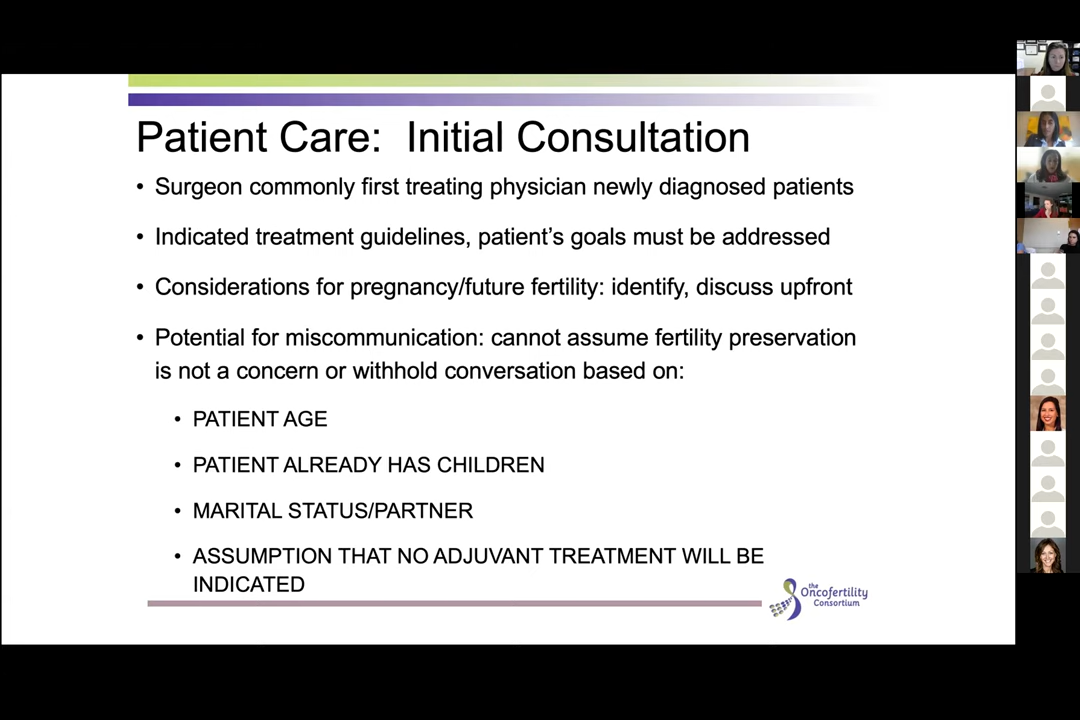 Patient Care: Initial Consultation
• Surgeon commonly first treating physician newly diagnosed patients
• Indicated treatment guidelines, patient's goals must be addressed
• Considerations for pregnancy/future fertility: identify, discuss upfront
• Potential for miscommunication: cannot assume fertility preservation
is not a concern or withhold conversation based on:
• PATIENT AGE
• PATIENT ALREADY HAS CHILDREN
• MARITAL STATUS/PARTNER
• ASSUMPTION THAT NO ADJUVANT TREATMENT WILL BE
INDICATED
the
Oncofertility
Consortium